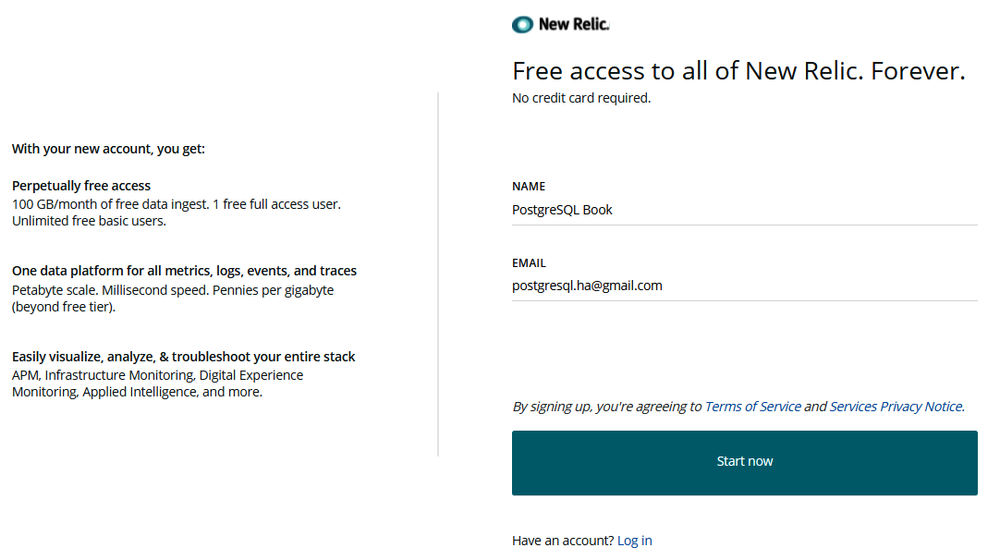 New Relic.
Free access to all of New Relic. Forever.
No credit card required.
With your new account, you get:
Perpetually free access
100 GB/month of free data ingest. 1 free full access user.
Unlimited free basic users.
One data platform for all metrics, logs, events, and traces
Petabyte scale. Millisecond speed. Pennies per gigabyte
(beyond free tier).
Easily visualize, analyze, & troubleshoot your entire stack
APM, Infrastructure Monitoring, Digital Experience
Monitoring, Applied Intelligence, and more.
NAME
PostgreSQL Book
EMAIL
postgresql.ha@gmail.com
By signing up, you're agreeing to Terms of Service and Services Privacy Notice.
Start now
Have an account? Log in